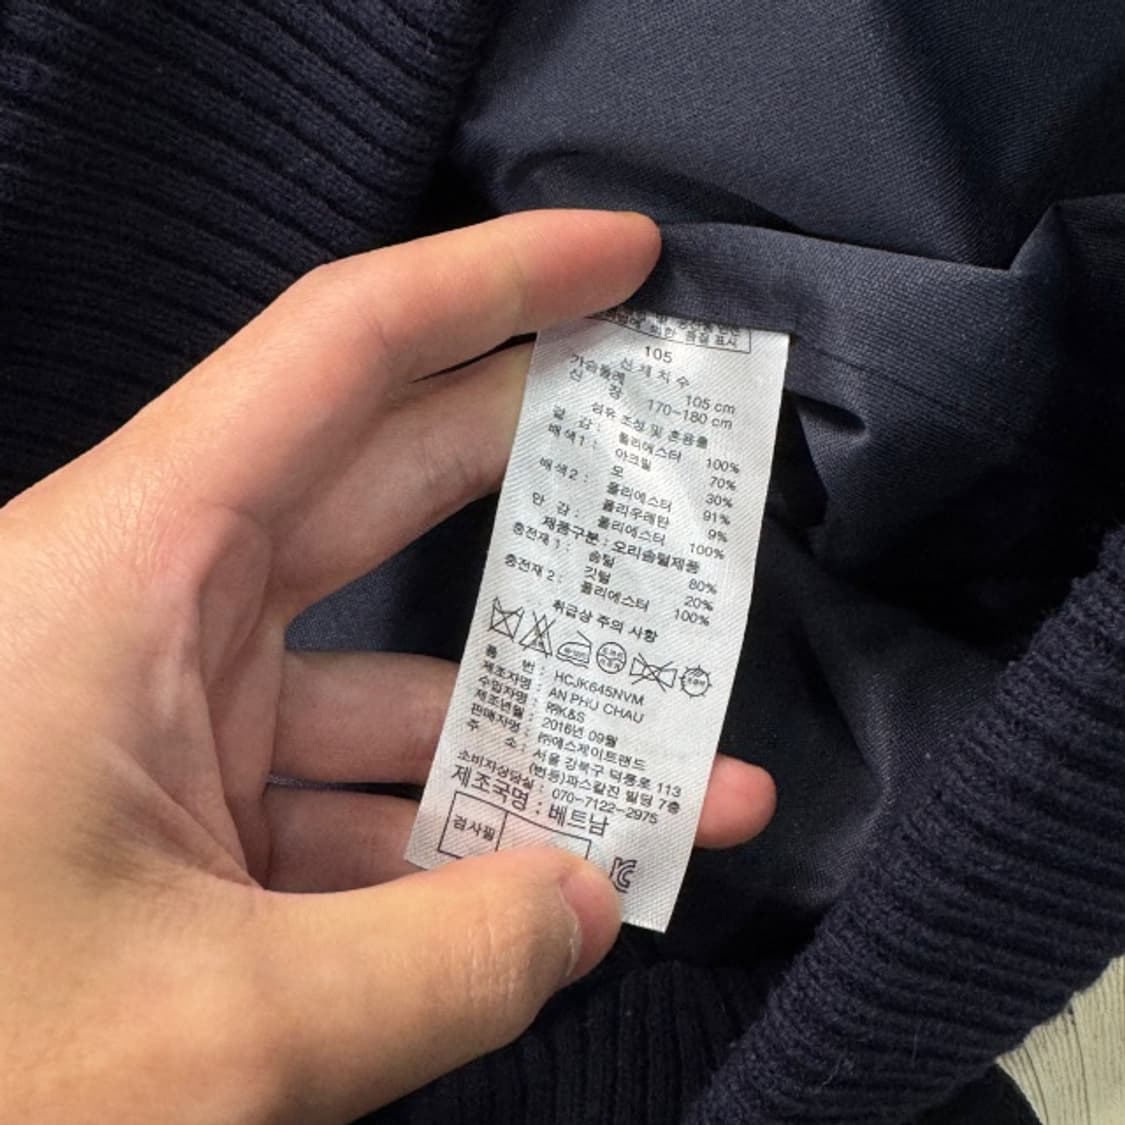 의한 품질 표시
105
신체치수
가슴둘레 105 cm
신 장 170-180 cm
섬유 조성 및 혼용율
겉 감 : 폴리에스터 100%
배색1 : 아크릴 70%
모 30%
배색2 : 폴리에스터 91%
폴리우레탄 9%
안 감 : 폴리에스터 100%
제품구분 : 오리솜털제품
충전재 1 : 솜털 80%
깃털 20%
충전재 2 : 폴리에스터 100%
취급상 주의 사항
품 번 : HCJK645NVM
제조자명 : AN PHU CHAU
수입자명 : ㈜K&S
제조년월 : 2016년 09월
판매자명 : ㈜에스제이트랜드
주 소 : 서울 강북구 덕릉로 113
(번동)파스칼진 빌딩 7층
소비자상담실 : 070-7122-2975
제조국명 : 베트남
검사필